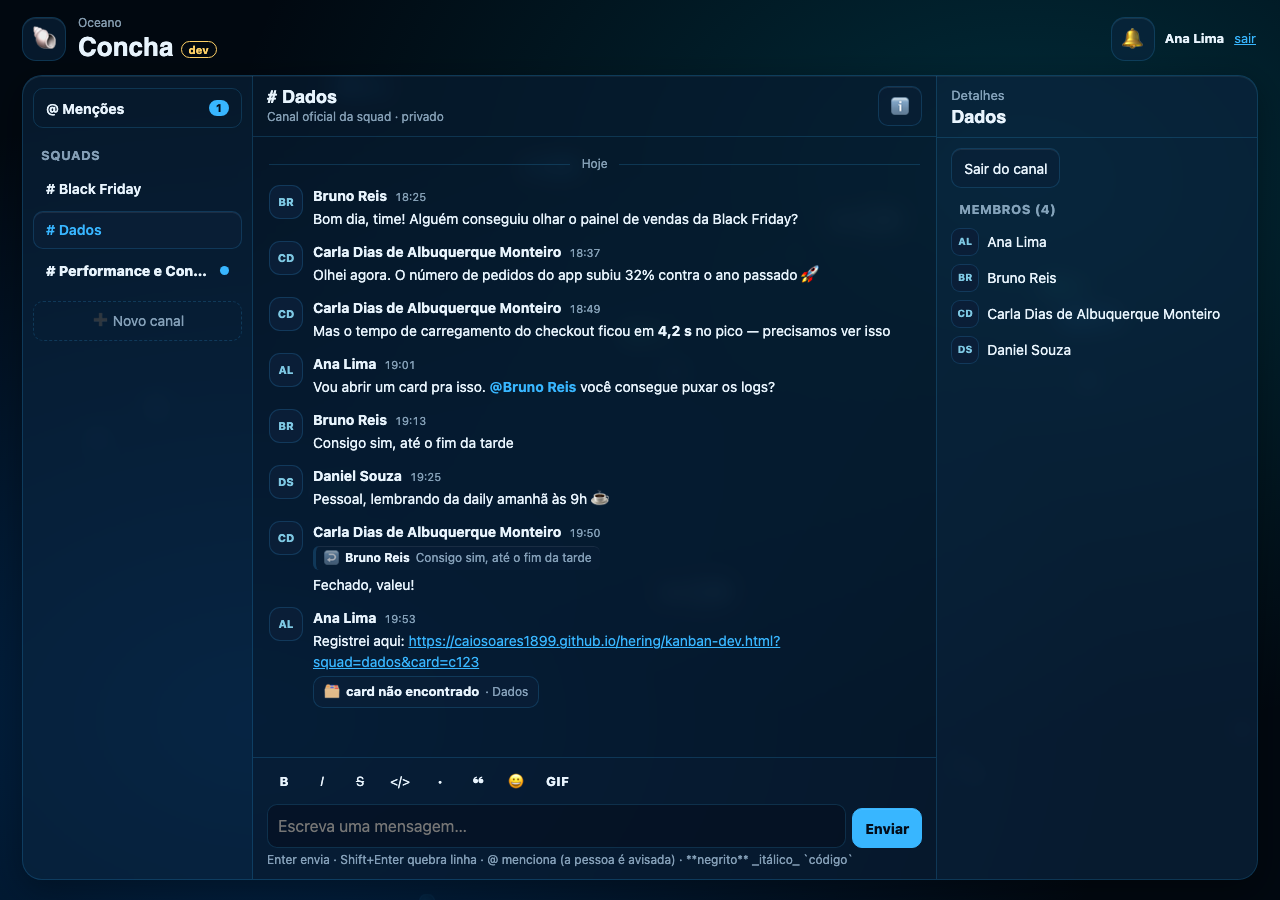 Oceano
Concha dev
Ana Lima sair
@ Menções 1
SQUADS
# Black Friday
# Dados
# Performance e Con...
➕ Novo canal
# Dados
Canal oficial da squad · privado
Hoje
BR Bruno Reis 18:25
Bom dia, time! Alguém conseguiu olhar o painel de vendas da Black Friday?
CD Carla Dias de Albuquerque Monteiro 18:37
Olhei agora. O número de pedidos do app subiu 32% contra o ano passado 🚀
CD Carla Dias de Albuquerque Monteiro 18:49
Mas o tempo de carregamento do checkout ficou em 4,2 s no pico — precisamos ver isso
AL Ana Lima 19:01
Vou abrir um card pra isso. @Bruno Reis você consegue puxar os logs?
BR Bruno Reis 19:13
Consigo sim, até o fim da tarde
DS Daniel Souza 19:25
Pessoal, lembrando da daily amanhã às 9h ☕
CD Carla Dias de Albuquerque Monteiro 19:50
Bruno Reis Consigo sim, até o fim da tarde
Fechado, valeu!
AL Ana Lima 19:53
Registrei aqui: https://caiosoares1899.github.io/hering/kanban-dev.html?
squad=dados&card=c123
card não encontrado · Dados
B I S </> • ❝ 😀 GIF
Escreva uma mensagem...
Enviar
Enter envia · Shift+Enter quebra linha · @ menciona (a pessoa é avisada) · **negrito** _itálico_ `código`
Detalhes
Dados
Sair do canal
MEMBROS (4)
AL Ana Lima
BR Bruno Reis
CD Carla Dias de Albuquerque Monteiro
DS Daniel Souza